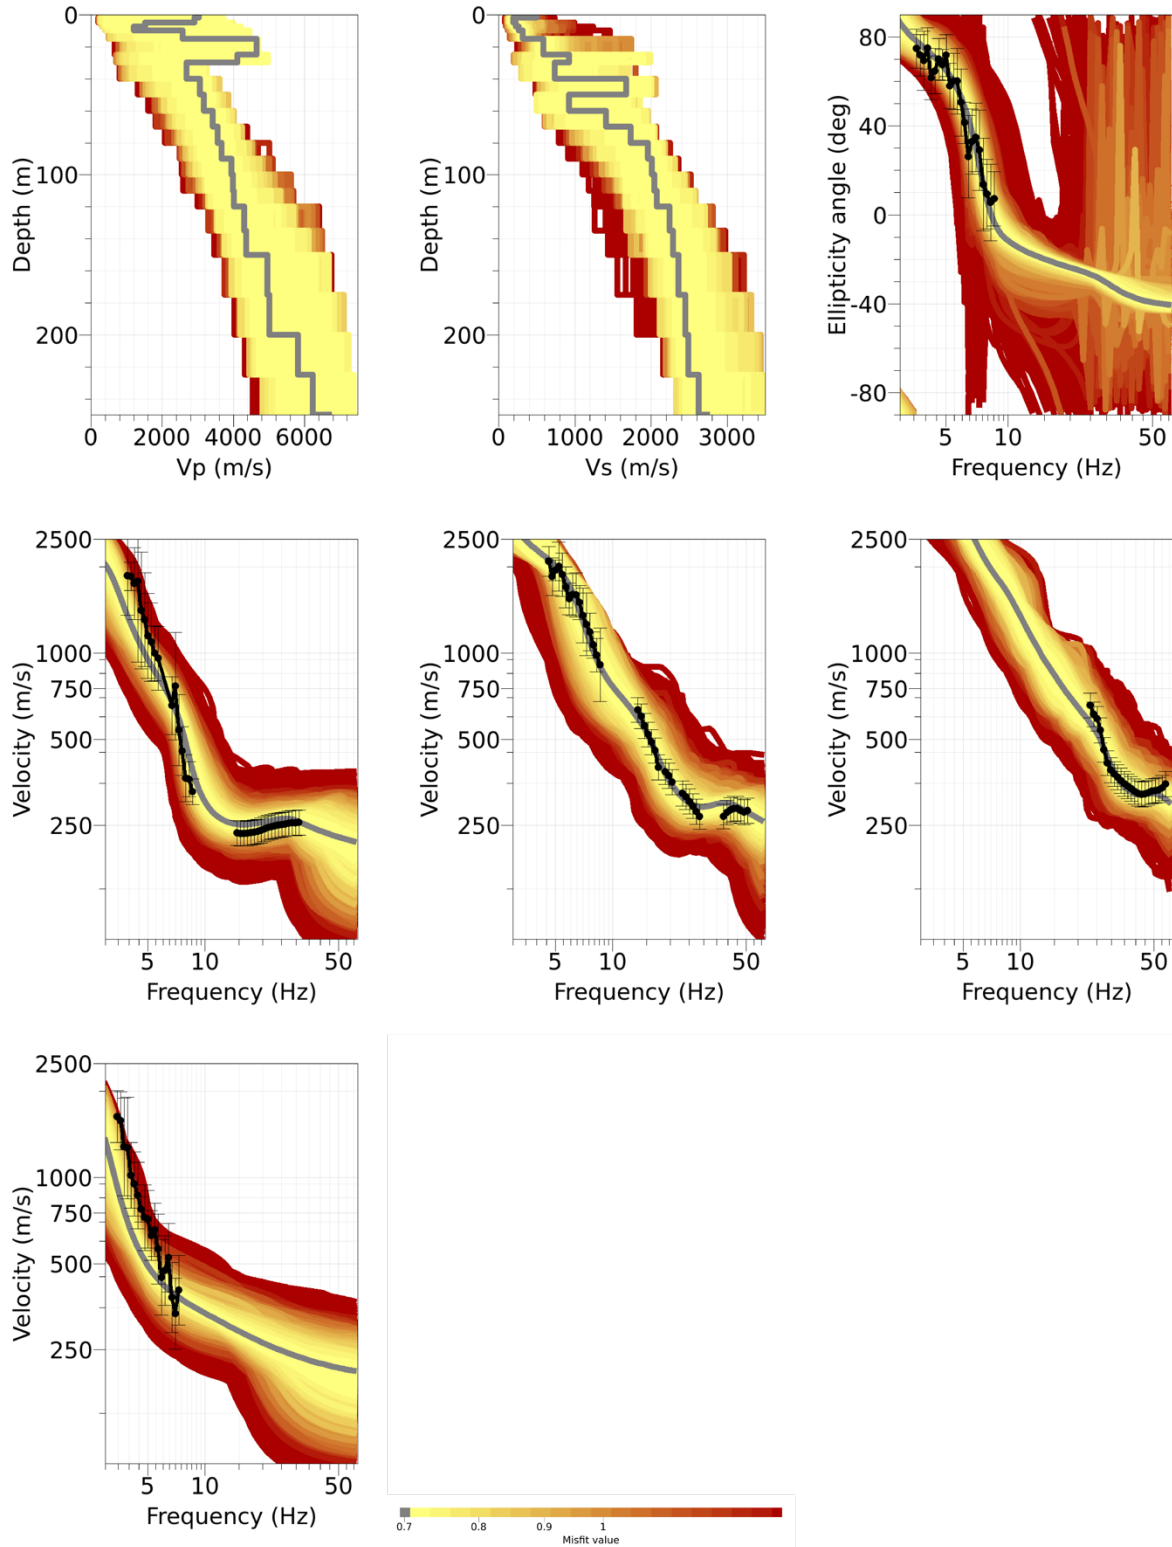 0
100
200
Depth (m)
0 2000 4000 6000
Vp (m/s)
0
100
200
Depth (m)
0 1000 2000 3000
Vs (m/s)
80
40
0
-40
-80
Ellipticity angle (deg)
5 10 50
Frequency (Hz)
2500
1000
750
500
250
Velocity (m/s)
5 10 50
Frequency (Hz)
2500
1000
750
500
250
Velocity (m/s)
5 10 50
Frequency (Hz)
2500
1000
750
500
250
Velocity (m/s)
5 10 50
Frequency (Hz)
2500
1000
750
500
250
Velocity (m/s)
5 10 50
Frequency (Hz)
0.7 0.8 0.9 1
Misfit value